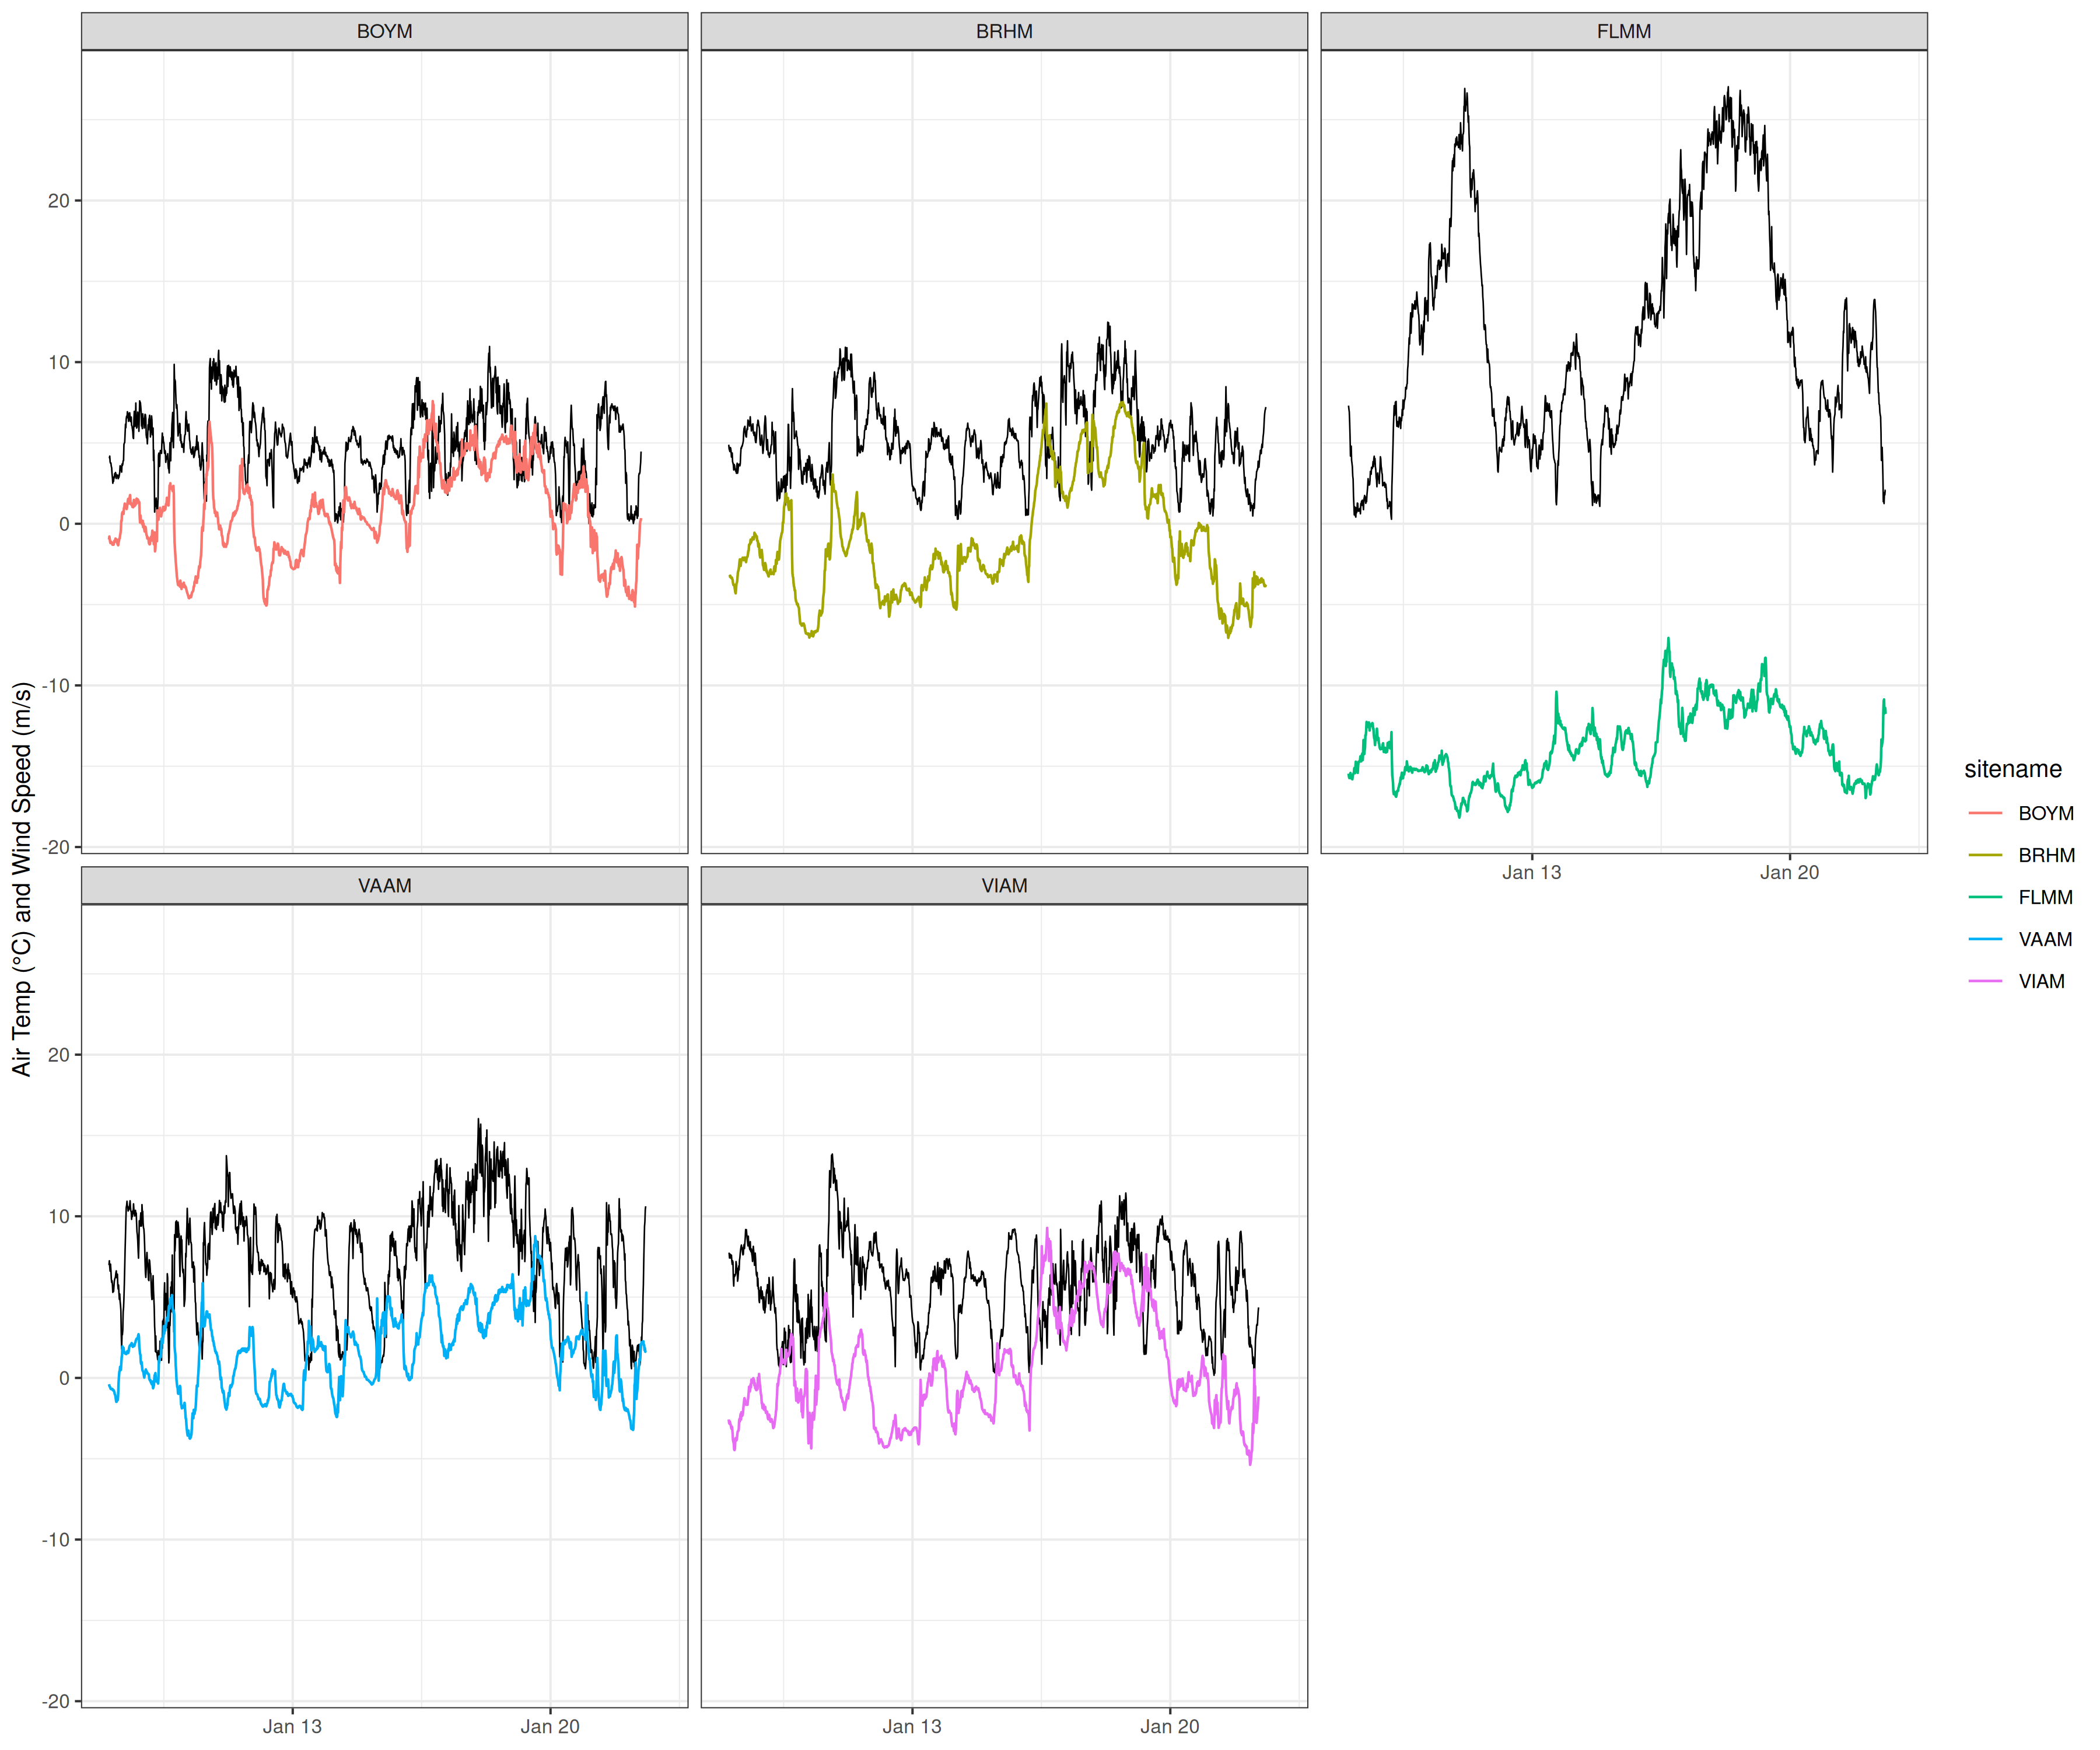 BOYM
BRHM
FLMM
20
10
0
-10
-20
Jan 13
Jan 20
VAAM
VIAM
20
10
0
-10
-20
Jan 13
Jan 20
Jan 13
Jan 20
Air Temp (°C) and Wind Speed (m/s)
sitename
BOYM
BRHM
FLMM
VAAM
VIAM